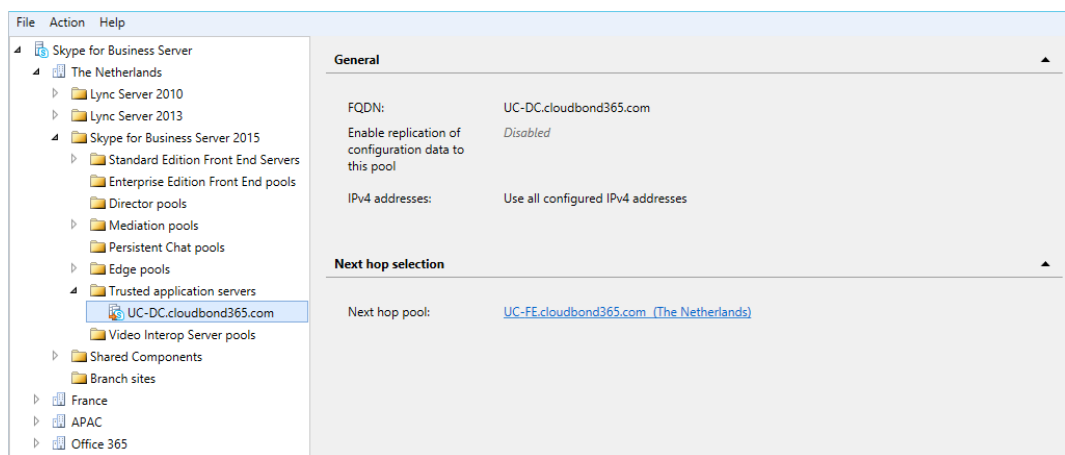 File Action Help
Skype for Business Server
The Netherlands
Lync Server 2010
Lync Server 2013
Skype for Business Server 2015
Standard Edition Front End Servers
Enterprise Edition Front End pools
Director pools
Mediation pools
Persistent Chat pools
Edge pools
Trusted application servers
UC-DC.cloudbond365.com
Video Interop Server pools
Shared Components
Branch sites
France
APAC
Office 365
General
FQDN: UC-DC.cloudbond365.com
Enable replication of Disabled
configuration data to
this pool
IPv4 addresses: Use all configured IPv4 addresses
Next hop selection
Next hop pool: UC-FE.cloudbond365.com (The Netherlands)